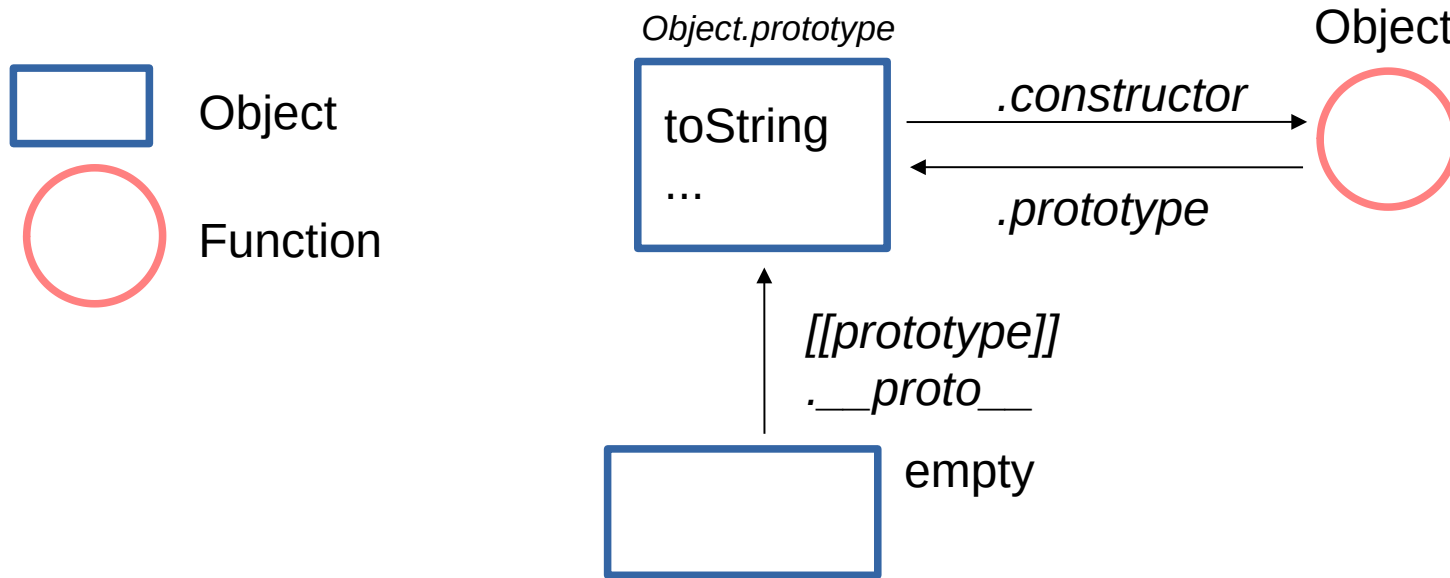 Object
Function
Object.prototype
toString
...
.constructor
.prototype
Object
[[prototype]]
.__proto__
empty